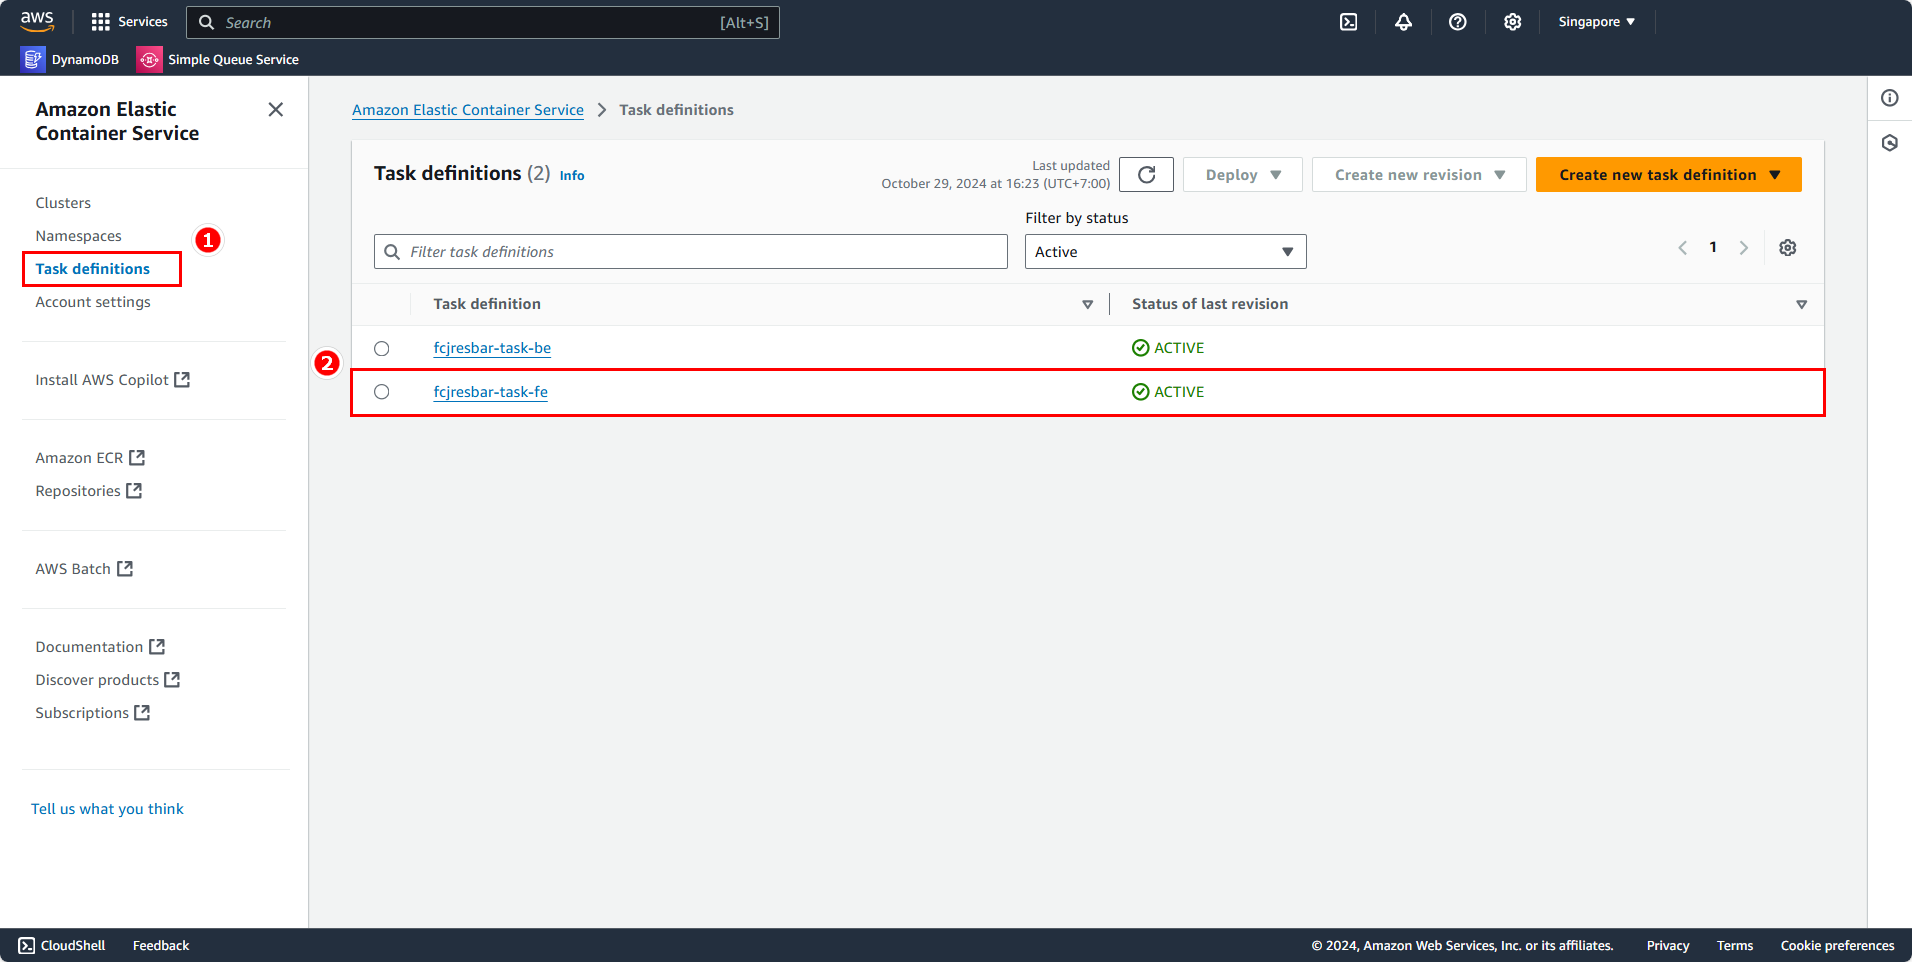 aws
Services
Search
[Alt+S]
Singapore
DynamoDB
Simple Queue Service
Amazon Elastic
Container Service
Clusters
Namespaces
1
Task definitions
Account settings
Install AWS Copilot
Amazon ECR
Repositories
AWS Batch
Documentation
Discover products
Subscriptions
Tell us what you think
Amazon Elastic Container Service
Task definitions
Task definitions (2) Info
Last updated
October 29, 2024 at 16:23 (UTC+7:00)
Deploy
Create new revision
Create new task definition
Filter by status
Filter task definitions
Active
1
Task definition
Status of last revision
fcjresbar-task-be
ACTIVE
2
fcjresbar-task-fe
ACTIVE
CloudShell
Feedback
© 2024, Amazon Web Services, Inc. or its affiliates.
Privacy
Terms
Cookie preferences